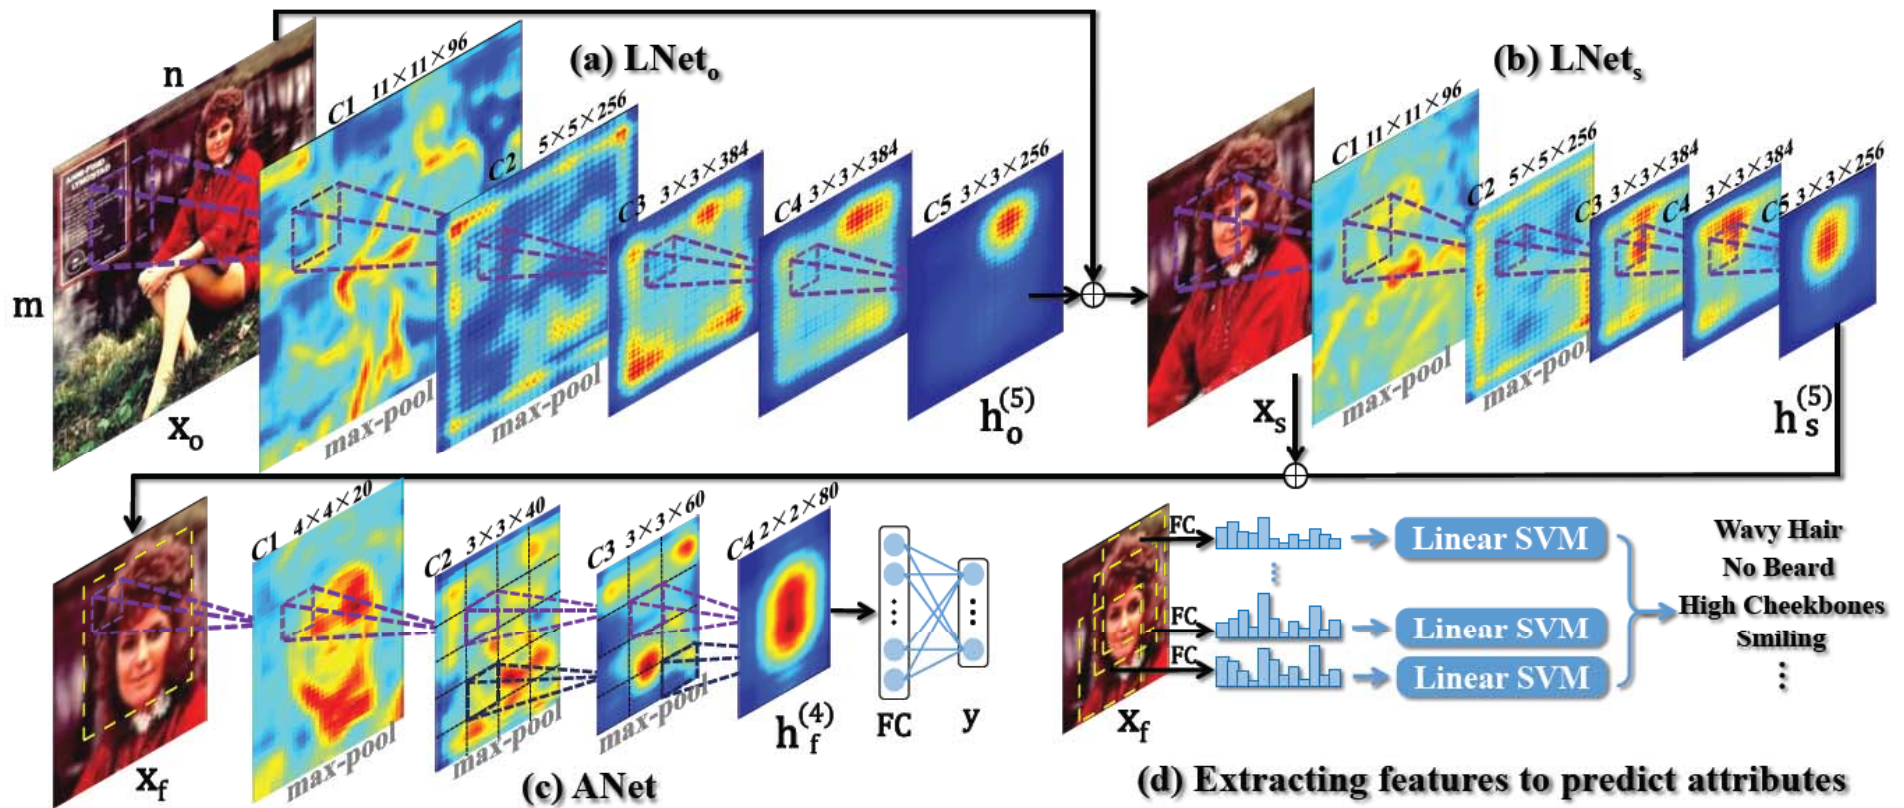 (a) LNeto
n
m
xo
C1 11×11×96
max-pool
C2 5×5×256
max-pool
C3 3×3×384
C4 3×3×384
C5 3×3×256
ho(5)
(b) LNets
xs
C1 11×11×96
max-pool
C2 5×5×256
max-pool
C3 3×3×384
C4 3×3×384
C5 3×3×256
hs(5)
xf
C1 4×4×20
max-pool
C2 3×3×40
max-pool
C3 3×3×60
max-pool
C4 2×2×80
hf(4)
FC
y
(c) ANet
xf
FC
Linear SVM
FC
Linear SVM
FC
Linear SVM
Wavy Hair
No Beard
High Cheekbones
Smiling
(d) Extracting features to predict attributes